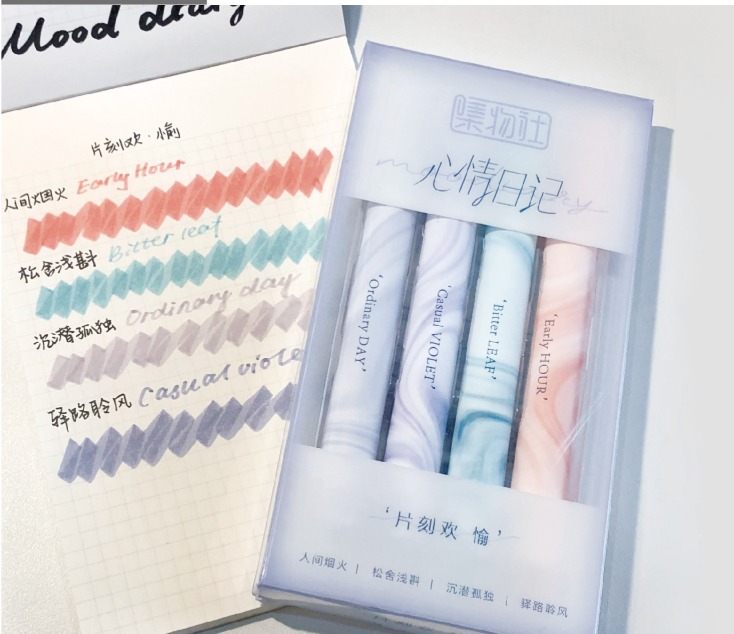 Mood diary
片刻欢·愉
人间烟火 Early Hour
松舍浅斟 Bitter leaf
沉潜孤独 Ordinary day
驿路聆风 Casual viole
集物社
心情日记
'Ordinary DAY'
'Casual VIOLET'
'Bitter LEAF'
'Early HOUR'
'片刻欢 愉'
人间烟火 | 松舍浅斟 | 沉潜孤独 | 驿路聆风